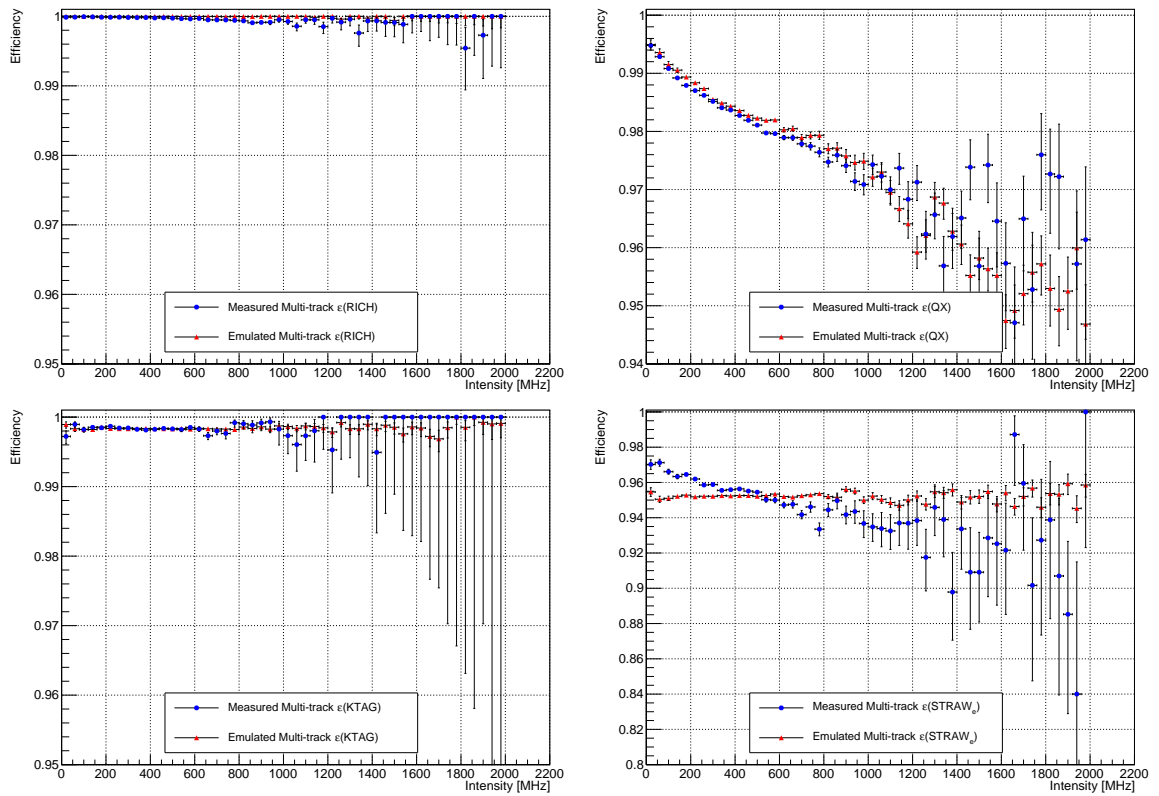 Efficiency
1
0.99
0.98
0.97
0.96
0.95
0 200 400 600 800 1000 1200 1400 1600 1800 2000 2200
Intensity [MHz]
Measured Multi-track ε(RICH)
Emulated Multi-track ε(RICH)
Efficiency
1
0.99
0.98
0.97
0.96
0.95
0.94
0 200 400 600 800 1000 1200 1400 1600 1800 2000 2200
Intensity [MHz]
Measured Multi-track ε(QX)
Emulated Multi-track ε(QX)
Efficiency
1
0.99
0.98
0.97
0.96
0.95
0 200 400 600 800 1000 1200 1400 1600 1800 2000 2200
Intensity [MHz]
Measured Multi-track ε(KTAG)
Emulated Multi-track ε(KTAG)
Efficiency
1
0.98
0.96
0.94
0.92
0.9
0.88
0.86
0.84
0.82
0.8
0 200 400 600 800 1000 1200 1400 1600 1800 2000 2200
Intensity [MHz]
Measured Multi-track ε(STRAWₑ)
Emulated Multi-track ε(STRAWₑ)